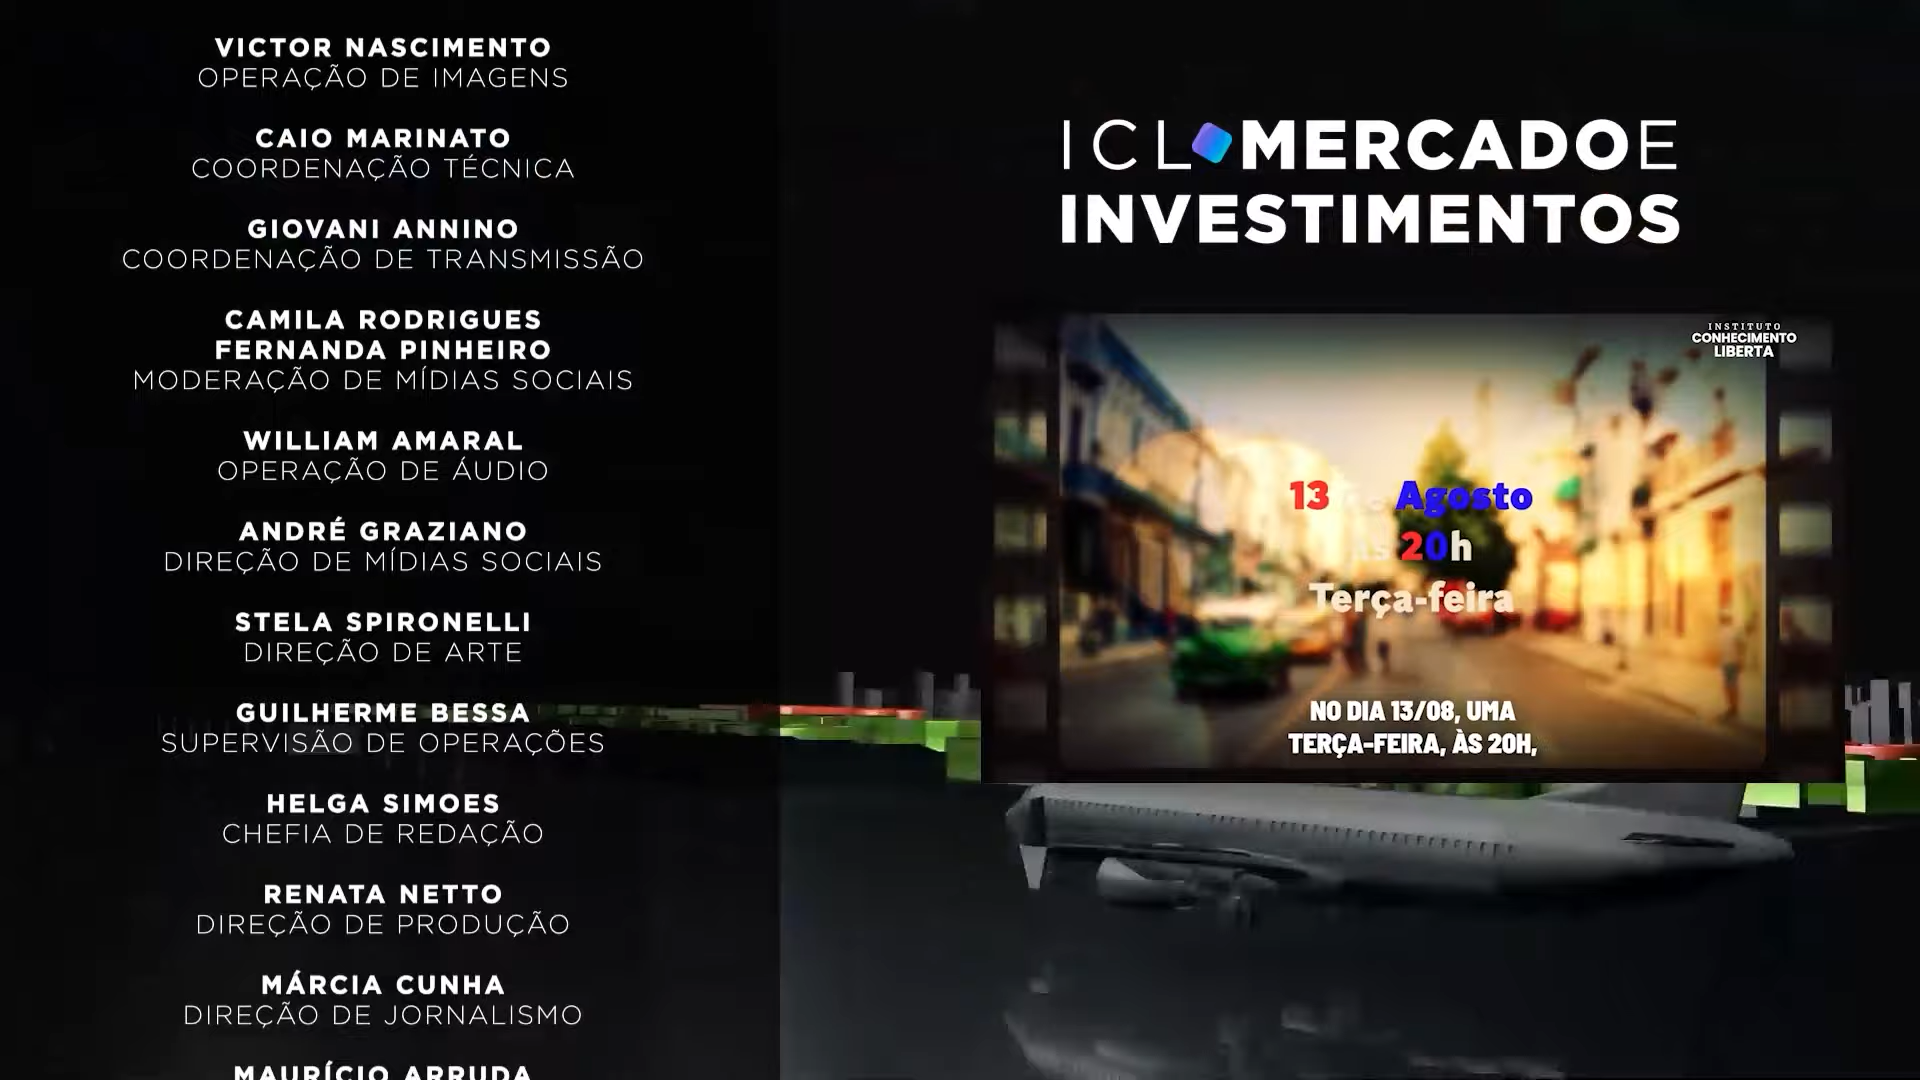 VICTOR NASCIMENTO
OPERAÇÃO DE IMAGENS
CAIO MARINATO
COORDENAÇÃO TÉCNICA
GIOVANI ANNINO
COORDENAÇÃO DE TRANSMISSÃO
CAMILA RODRIGUES
FERNANDA PINHEIRO
MODERAÇÃO DE MÍDIAS SOCIAIS
WILLIAM AMARAL
OPERAÇÃO DE ÁUDIO
ANDRÉ GRAZIANO
DIREÇÃO DE MÍDIAS SOCIAIS
STELA SPIRONELLI
DIREÇÃO DE ARTE
GUILHERME BESSA
SUPERVISÃO DE OPERAÇÕES
HELGA SIMOES
CHEFIA DE REDAÇÃO
RENATA NETTO
DIREÇÃO DE PRODUÇÃO
MÁRCIA CUNHA
DIREÇÃO DE JORNALISMO
MAURÍCIO ARRUDA
ICL MERCADO E
INVESTIMENTOS
INSTITUTO
CONHECIMENTO
LIBERTA
13 Agosto
20h
Terça-feira
NO DIA 13/08, UMA
TERÇA-FEIRA, ÀS 20H,